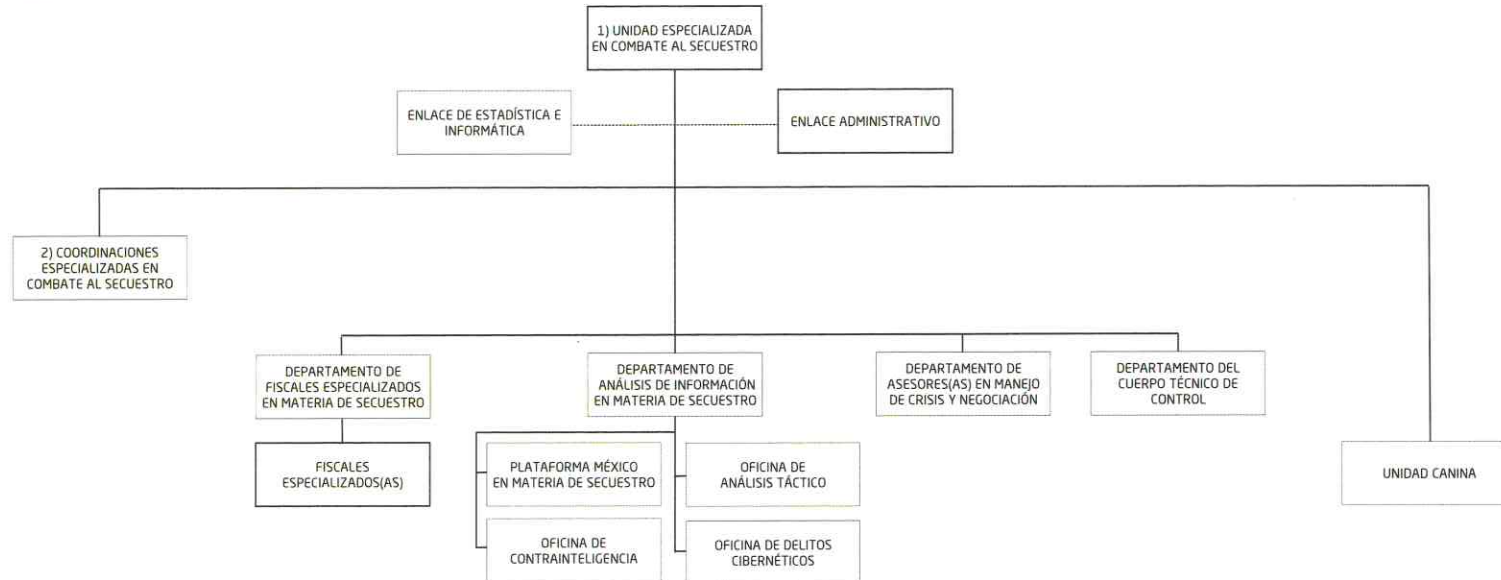 1) UNIDAD ESPECIALIZADA
EN COMBATE AL SECUESTRO
ENLACE DE ESTADÍSTICA E
INFORMÁTICA
ENLACE ADMINISTRATIVO
2) COORDINACIONES
ESPECIALIZADAS EN
COMBATE AL SECUESTRO
DEPARTAMENTO DE
FISCALES ESPECIALIZADOS
EN MATERIA DE SECUESTRO
DEPARTAMENTO DE
ANÁLISIS DE INFORMACIÓN
EN MATERIA DE SECUESTRO
DEPARTAMENTO DE
ASESORES(AS) EN MANEJO
DE CRISIS Y NEGOCIACIÓN
DEPARTAMENTO DEL
CUERPO TÉCNICO DE
CONTROL
FISCALES
ESPECIALIZADOS(AS)
PLATAFORMA MÉXICO
EN MATERIA DE SECUESTRO
OFICINA DE
ANÁLISIS TÁCTICO
UNIDAD CANINA
OFICINA DE
CONTRAINTELIGENCIA
OFICINA DE DELITOS
CIBERNÉTICOS